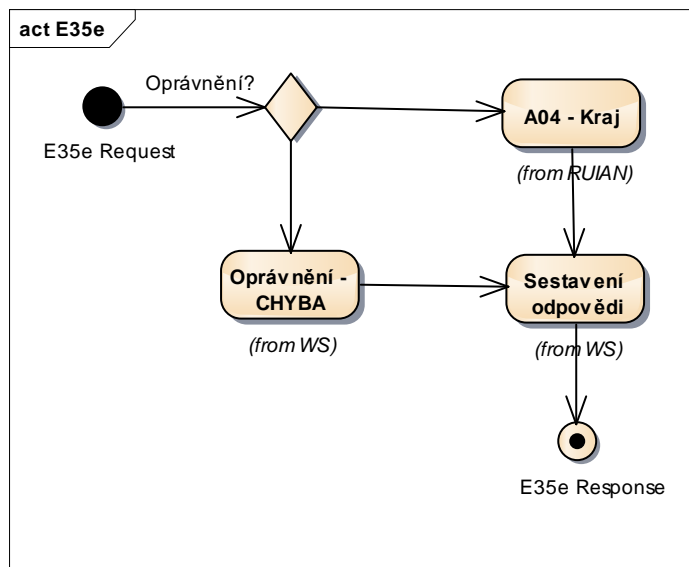 act E35e
Oprávnění?
E35e Request
A04 - Kraj
(from RUIAN)
Oprávnění -
CHYBA
(from WS)
Sestavení
odpovědi
(from WS)
E35e Response